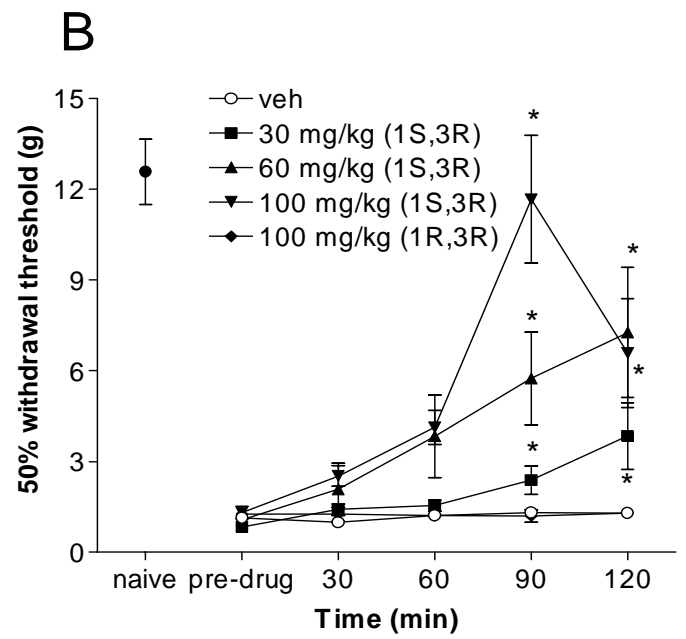 B
15
12
9
6
3
0
50% withdrawal threshold (g)
veh
30 mg/kg (1S,3R)
60 mg/kg (1S,3R)
100 mg/kg (1S,3R)
100 mg/kg (1R,3R)
*
*
*
*
*
*
naive pre-drug 30 60 90 120
Time (min)